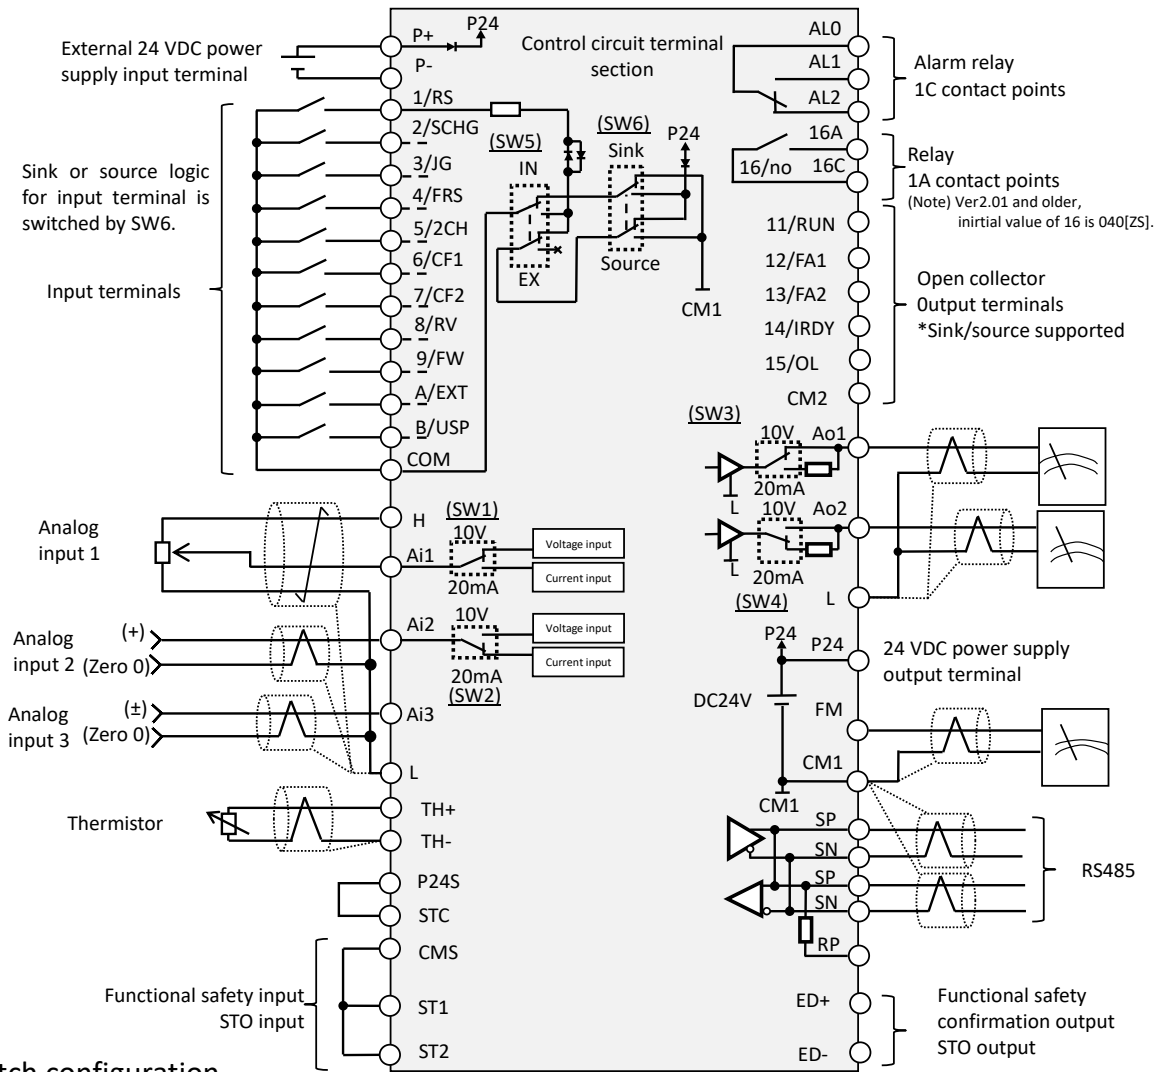 External 24 VDC power
supply input terminal
P+
P24
P-
Control circuit terminal
section
AL0
AL1
AL2
Alarm relay
1C contact points
1/RS
2/SCHG
3/JG
4/FRS
5/2CH
6/CF1
7/CF2
8/RV
9/FW
A/EXT
B/USP
COM
Sink or source logic
for input terminal is
switched by SW6.
Input terminals
(SW5)
IN
EX
(SW6)
Sink
Source
P24
CM1
16A
16/no
16C
Relay
1A contact points
(Note) Ver2.01 and older,
inirtial value of 16 is 040[ZS].
11/RUN
12/FA1
13/FA2
14/IRDY
15/OL
CM2
Open collector
0utput terminals
*Sink/source supported
(SW3)
10V
Ao1
L
20mA
10V
Ao2
L
20mA
(SW4)
L
Analog
input 1
H
Ai1
(SW1)
10V
20mA
Voltage input
Current input
Analog
input 2
(+)
(Zero 0)
Ai2
10V
20mA
(SW2)
Voltage input
Current input
Analog
input 3
(±)
(Zero 0)
Ai3
L
P24
P24
24 VDC power supply
output terminal
DC24V
FM
CM1
CM1
Thermistor
TH+
TH-
SP
SN
SP
SN
RP
RS485
P24S
STC
CMS
ST1
ST2
Functional safety input
STO input
ED+
ED-
Functional safety
confirmation output
STO output
tch configuration